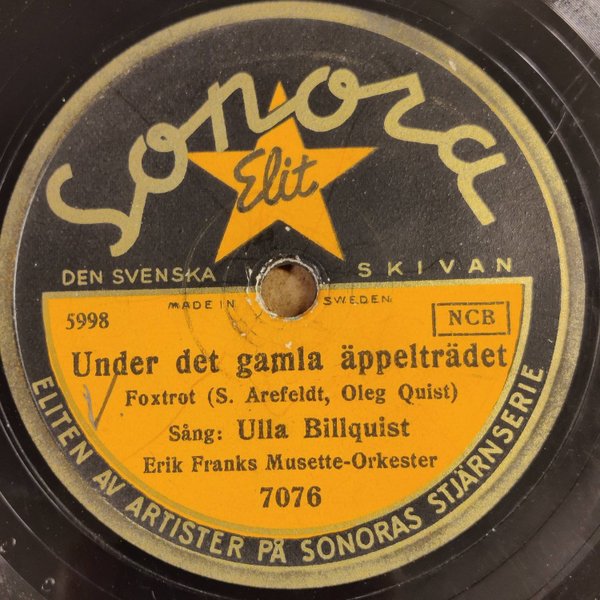 Sonora
Elit
DEN SVENSKA SKIVAN
MADE IN SWEDEN
5998 NCB
Under det gamla äppelträdet
Foxtrot (S. Arefeldt, Oleg Quist)
Sång: Ulla Billquist
Erik Franks Musette-Orkester
7076
ELITEN AV ARTISTER PÅ SONORAS STJÄRNSERIE